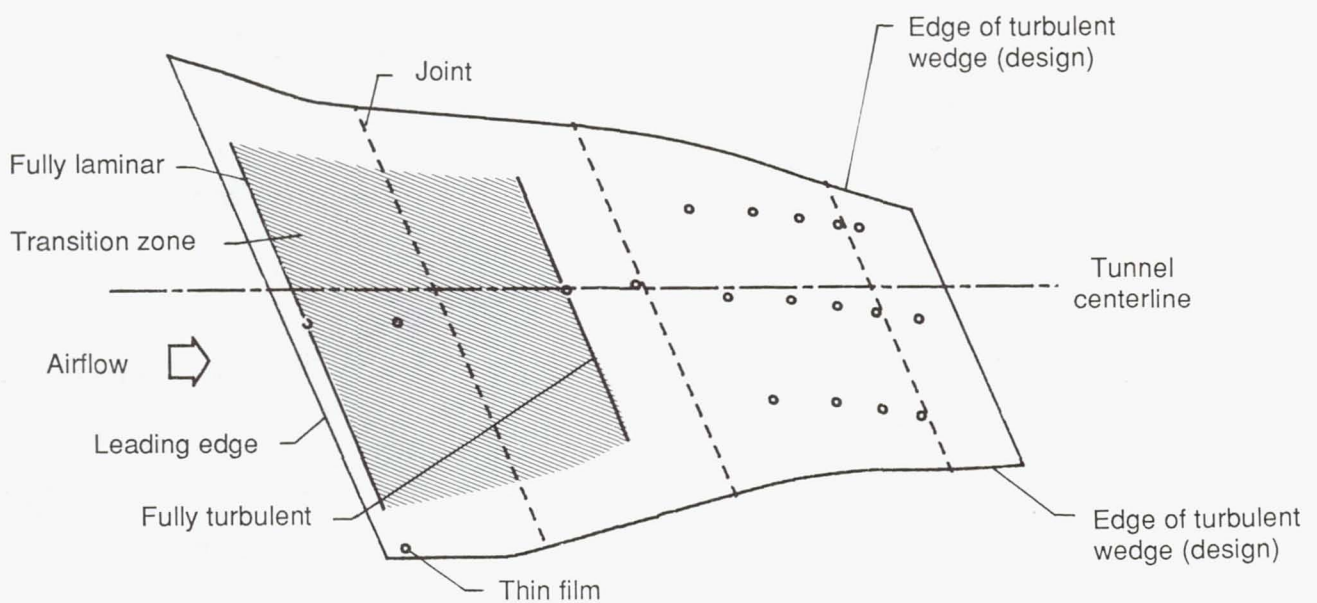 Edge of turbulent
wedge (design)
Joint
Fully laminar
Transition zone
Tunnel
centerline
Airflow
Leading edge
Fully turbulent
Edge of turbulent
wedge (design)
Thin film